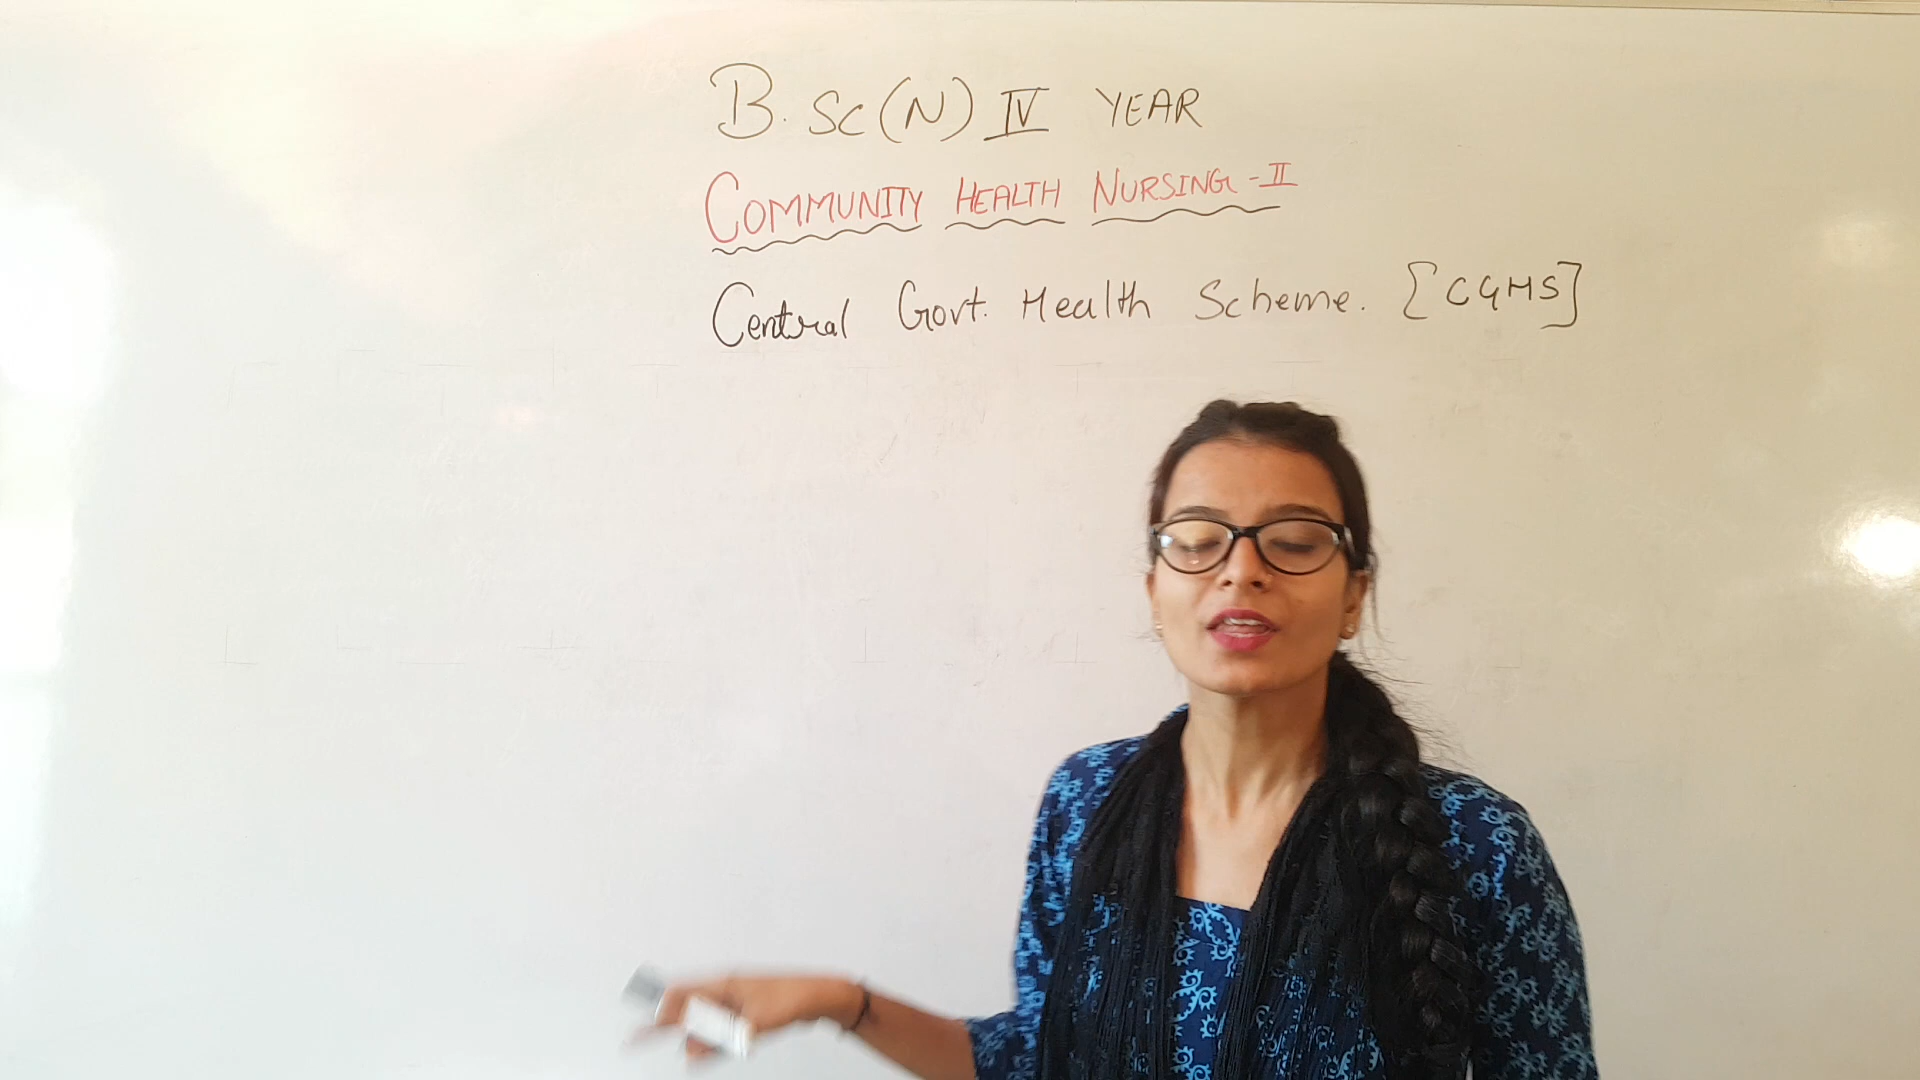 B.Sc(N) IV YEAR
COMMUNITY HEALTH NURSING-II
Central Govt. Health Scheme. [CGHS]